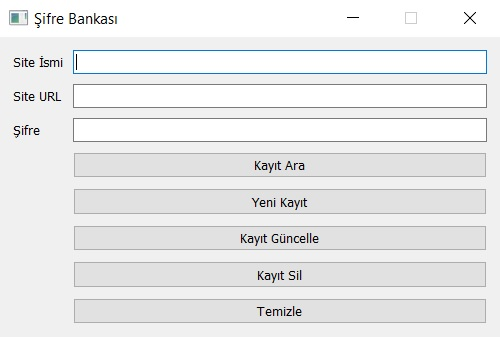 Şifre Bankası
Site İsmi
Site URL
Şifre
Kayıt Ara
Yeni Kayıt
Kayıt Güncelle
Kayıt Sil
Temizle